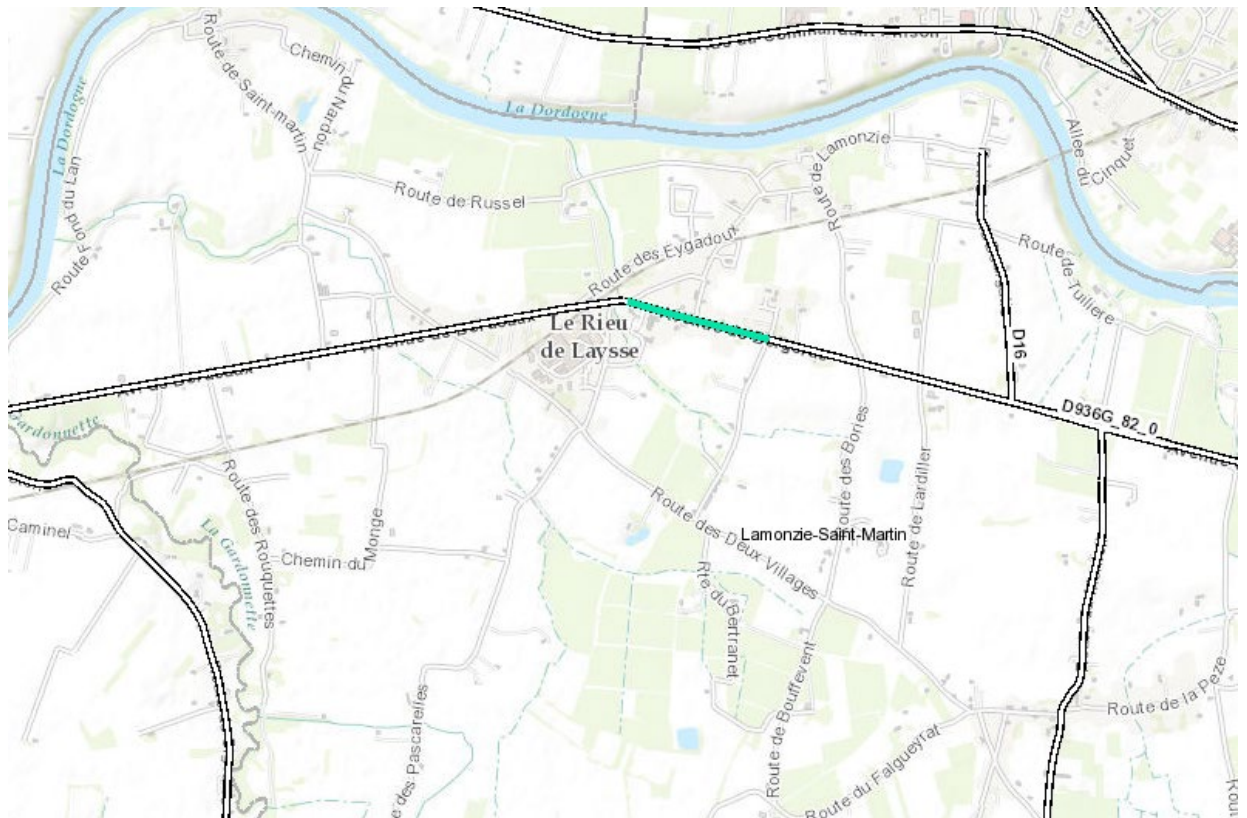 Route de Saint-martin
Chemin du Nardou
La Dordogne
La Dordogne
Route Fond du Lan
Route de Russel
Route de Lamonzie
Allee du
Cinquet
Route des Eygadoux
Route de Tuiliere
Le Rieu
de Laysse
D16
D936G_82_0
Avenue
Gardonnette
Caminel
Route des Rouquettes
La Gardonnette
Chemin du Monge
Route des Deux Villages
Route des Bories
Route de Lardiller
Lamonzie-Saint-Martin
Rte du Bertranet
Route de Bouffevent
Route de la Peze
Route du Falgueyrat
e des Pascarelles